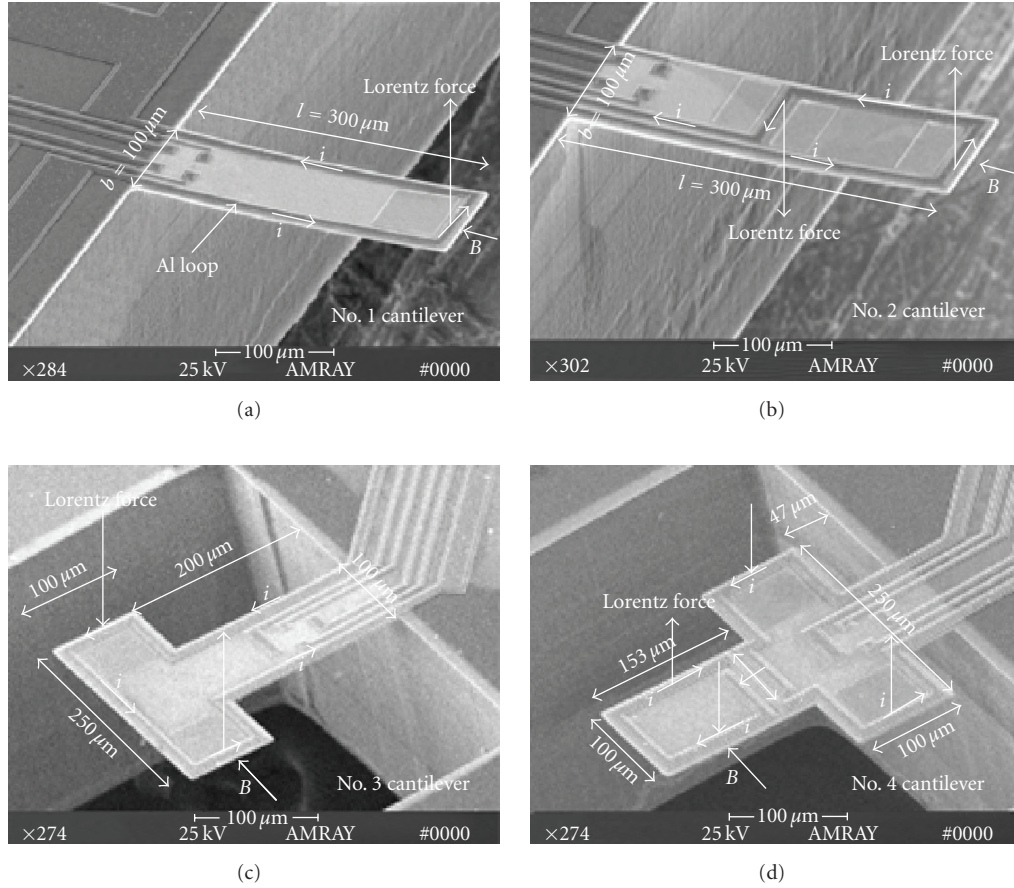 Lorentz force
l = 300 μm
b = 100 μm
i
i
B
Al loop
No. 1 cantilever
100 μm
×284 25 kV AMRAY #0000
(a)
Lorentz force
b = 100 μm
i
i
i
B
l = 300 μm
Lorentz force
No. 2 cantilever
100 μm
×302 25 kV AMRAY #0000
(b)
Lorentz force
100 μm
200 μm
100 μm
i
i
i
250 μm
B
No. 3 cantilever
100 μm
×274 25 kV AMRAY #0000
(c)
47 μm
i
Lorentz force
250 μm
153 μm
i
i
i
100 μm
100 μm
B
No. 4 cantilever
100 μm
×274 25 kV AMRAY #0000
(d)